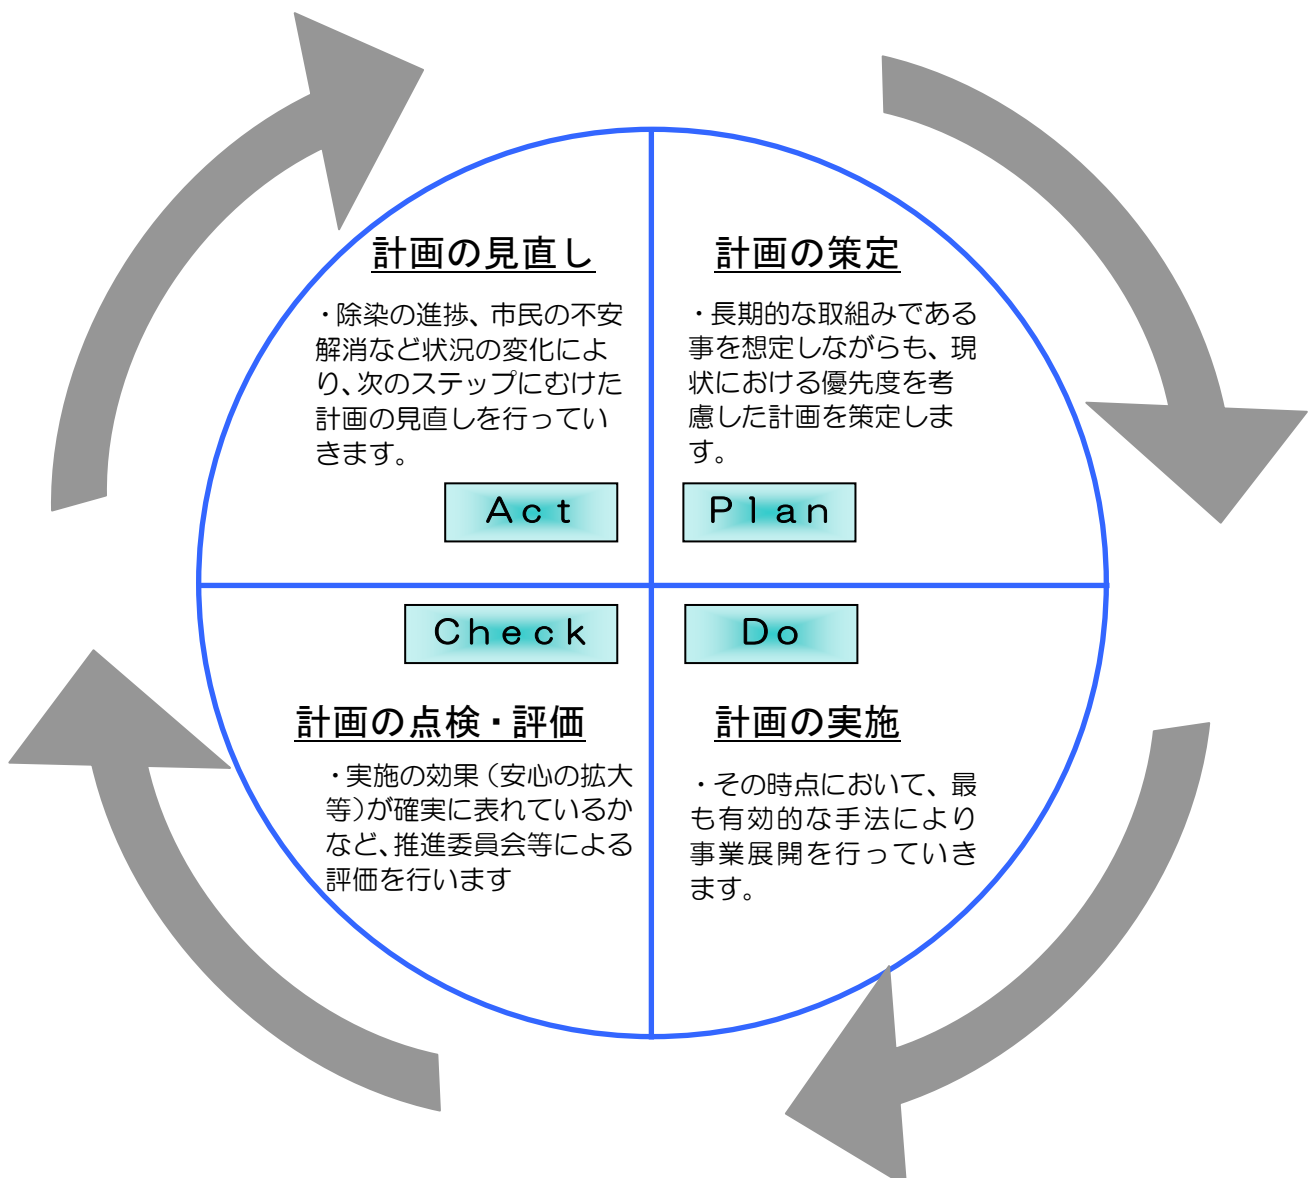 計画の見直し
・除染の進捗、市民の不安
解消など状況の変化によ
り、次のステップにむけた
計画の見直しを行ってい
きます。
Act
計画の策定
・長期的な取組みである
事を想定しながらも、現
状における優先度を考
慮した計画を策定しま
す。
Plan
Check
計画の点検・評価
・実施の効果（安心の拡大
等）が確実に表れているか
など、推進委員会等による
評価を行います
Do
計画の実施
・その時点において、最
も有効的な手法により
事業展開を行っていき
ます。